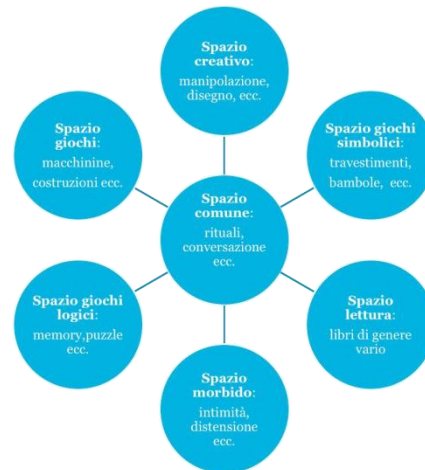 Spazio
creativo:
manipolazione,
disegno, ecc.
Spazio
giochi:
macchinine,
costruzioni ecc.
Spazio giochi
simbolici:
travestimenti,
bambole, ecc.
Spazio
comune:
rituali,
conversazione
ecc.
Spazio giochi
logici:
memory,puzzle
ecc.
Spazio
lettura:
libri di genere
vario
Spazio
morbido:
intimità,
distensione
ecc.